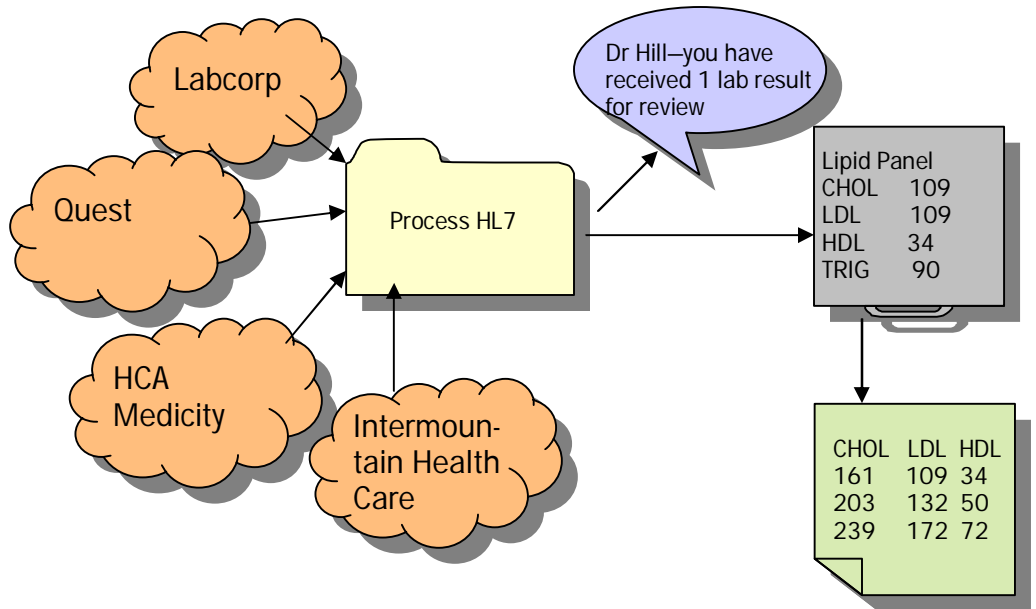 Labcorp
Quest
HCA
Medicity
Intermoun-
tain Health
Care
Process HL7
Dr Hill—you have
received 1 lab result
for review
Lipid Panel
CHOL 109
LDL 109
HDL 34
TRIG 90
CHOL LDL HDL
161 109 34
203 132 50
239 172 72